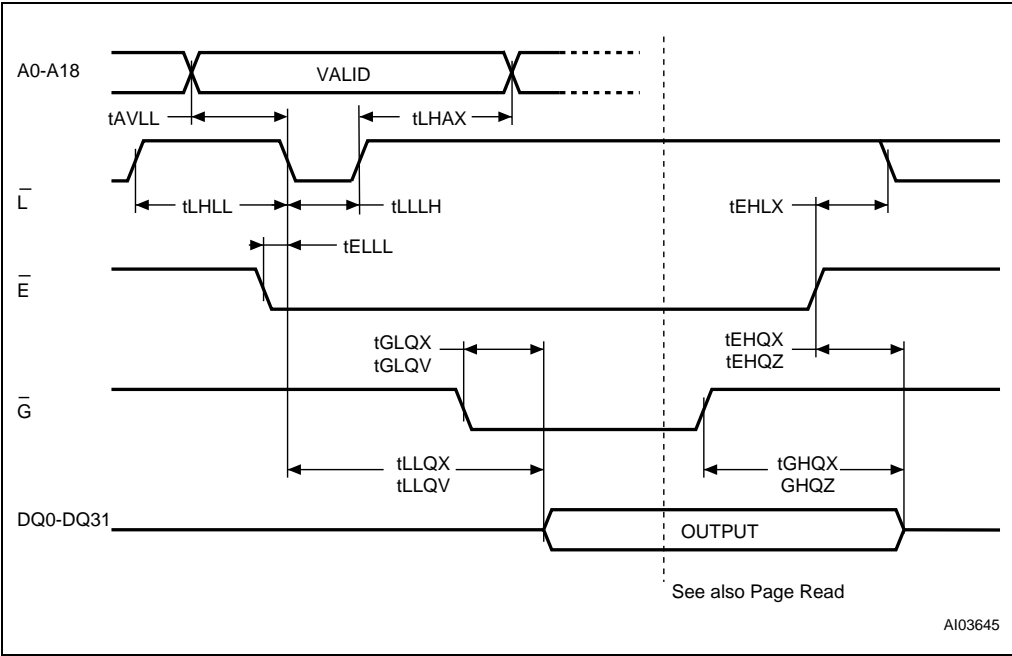 A0-A18
VALID
tAVLL
tLHAX
L̅
tLHLL
tLLLH
tEHLX
tELLL
E̅
tGLQX
tGLQV
tEHQX
tEHQZ
G̅
tLLQX
tLLQV
tGHQX
GHQZ
DQ0-DQ31
OUTPUT
See also Page Read
AI03645